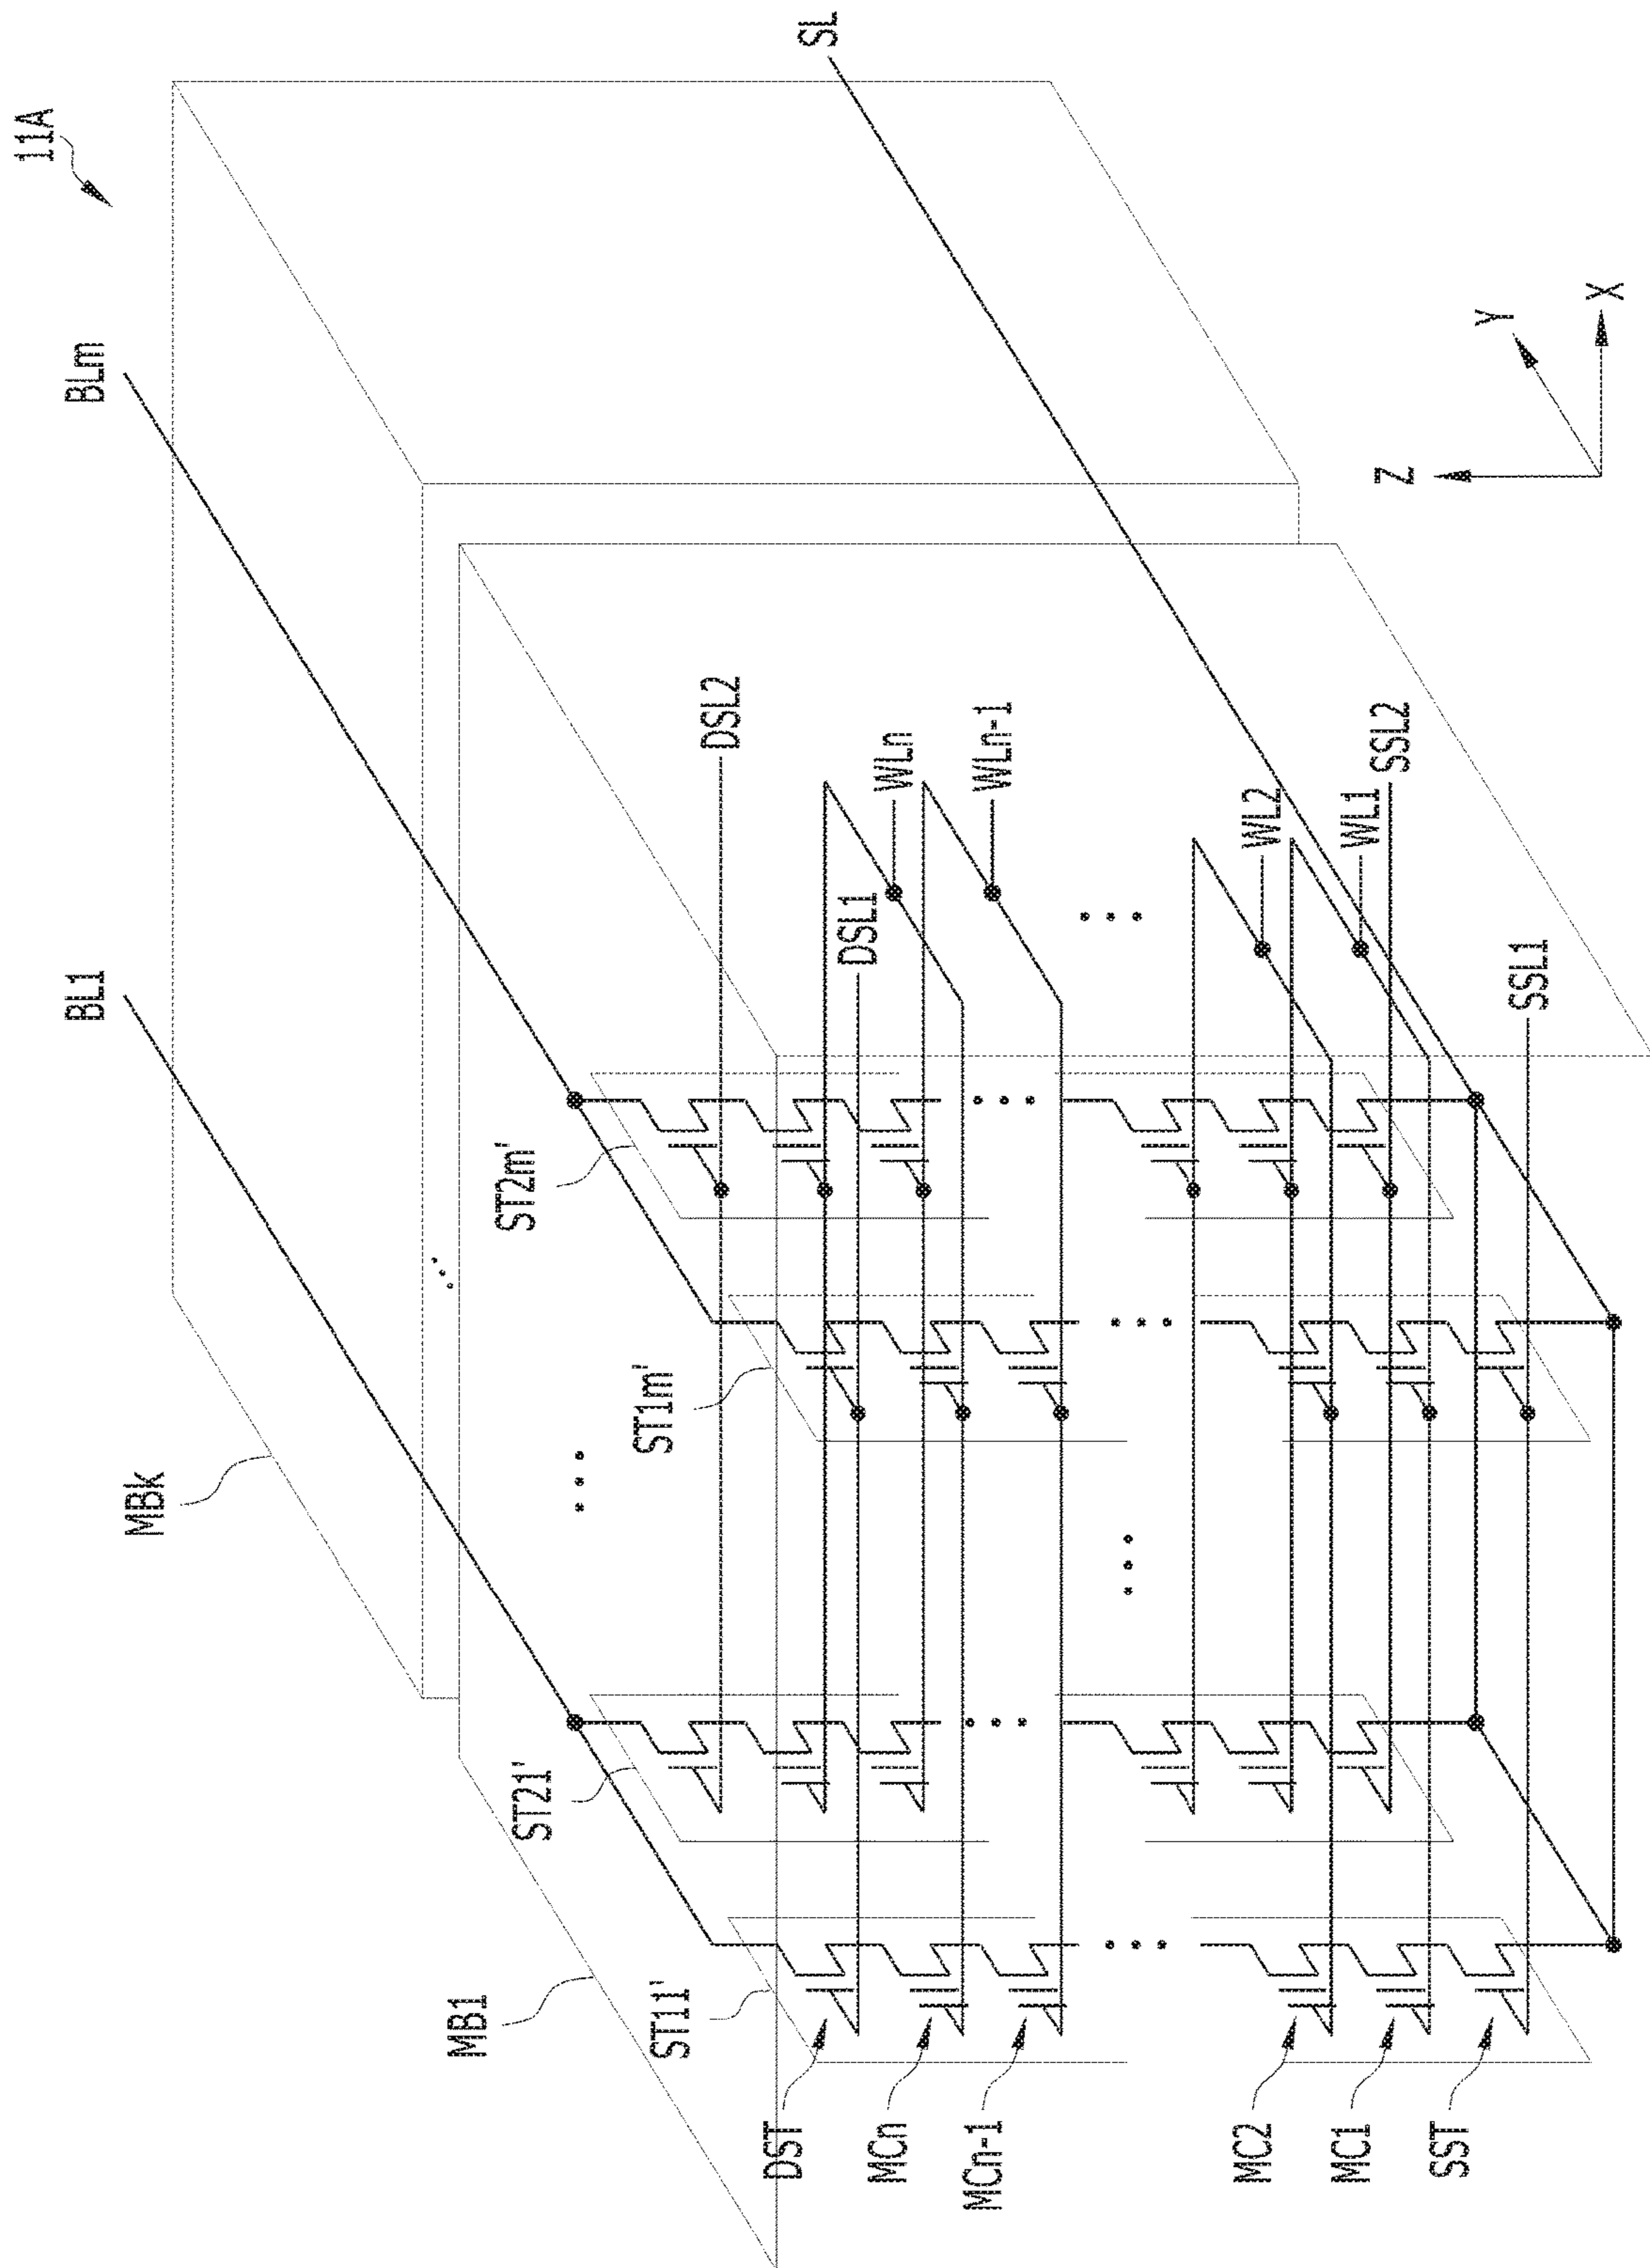 11A
BL1
BLm
SL
MBk
MB1
ST11'
ST21'
ST1m'
ST2m'
DSL2
WLn
DSL1
WLn-1
WL2
WL1
SSL2
SSL1
DST
MCn
MCn-1
MC2
MC1
SST
Z
Y
X